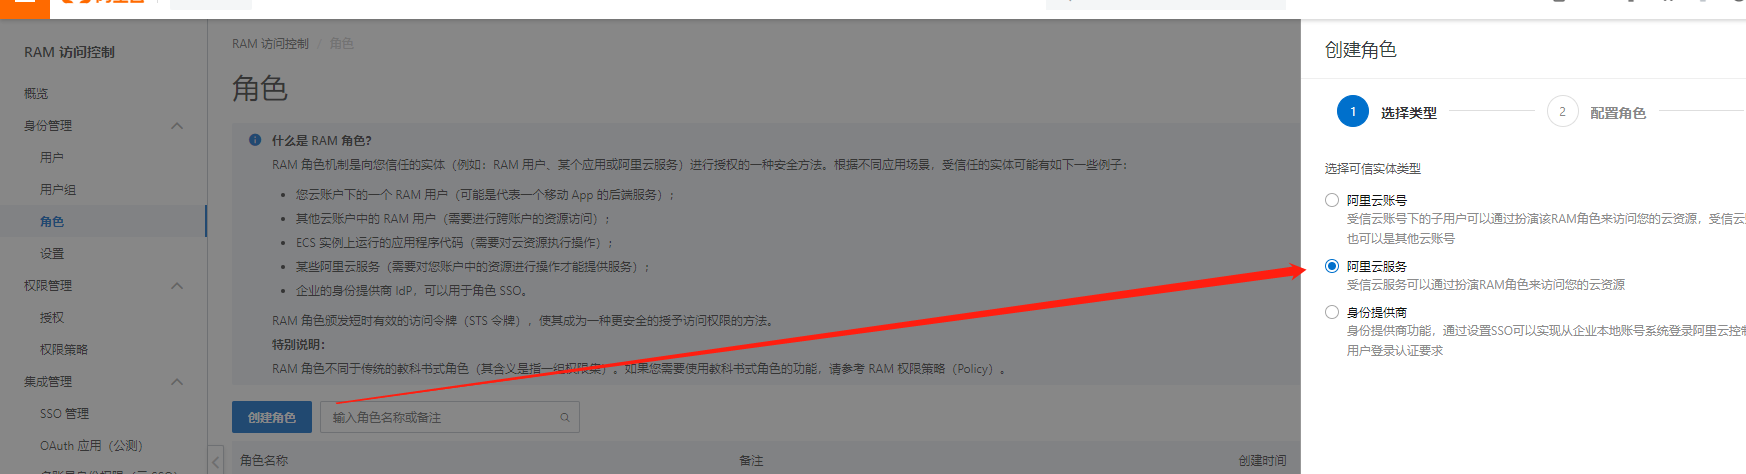 RAM 访问控制
概览
身份管理
用户
用户组
角色
设置
权限管理
授权
权限策略
集成管理
SSO 管理
OAuth 应用（公测）
RAM 访问控制 / 角色
角色
什么是 RAM 角色?
RAM 角色机制是向您信任的实体（例如：RAM 用户、某个应用或阿里云服务）进行授权的一种安全方法。根据不同应用场景，受信任的实体可能有如下一些例子：
您云账户下的一个 RAM 用户（可能是代表一个移动 App 的后端服务）；
其他云账户中的 RAM 用户（需要进行跨账户的资源访问）；
ECS 实例上运行的应用程序代码（需要对云资源执行操作）；
某些阿里云服务（需要对您账户中的资源进行操作才能提供服务）；
企业的身份提供商 IdP，可以用于角色 SSO。
RAM 角色颁发短时有效的访问令牌（STS 令牌），使其成为一种更安全的授予访问权限的方法。
特别说明：
RAM 角色不同于传统的教科书式角色（其含义是指一组权限集）。如果您需要使用教科书式角色的功能，请参考 RAM 权限策略（Policy）。
创建角色 输入角色名称或备注
角色名称 备注 创建时间
创建角色
1 选择类型 2 配置角色
选择可信实体类型
阿里云账号
受信云账号下的子用户可以通过扮演该RAM角色来访问您的云资源，受信云
也可以是其他云账号
阿里云服务
受信云服务可以通过扮演RAM角色来访问您的云资源
身份提供商
身份提供商功能，通过设置SSO可以实现从企业本地账号系统登录阿里云控制
用户登录认证要求